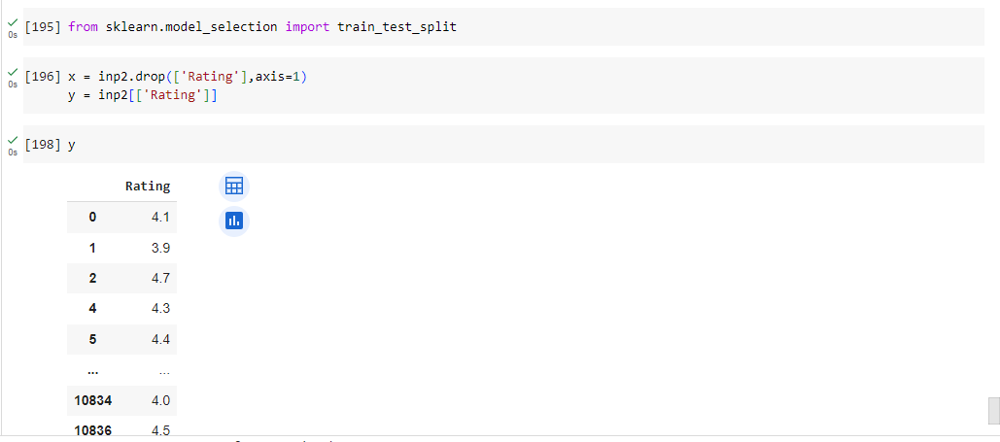 [195] from sklearn.model_selection import train_test_split
0s
[196] x = inp2.drop(['Rating'],axis=1)
0s
y = inp2[['Rating']]
[198] y
0s
Rating
0 4.1
1 3.9
2 4.7
4 4.3
5 4.4
... ...
10834 4.0
10836 4.5